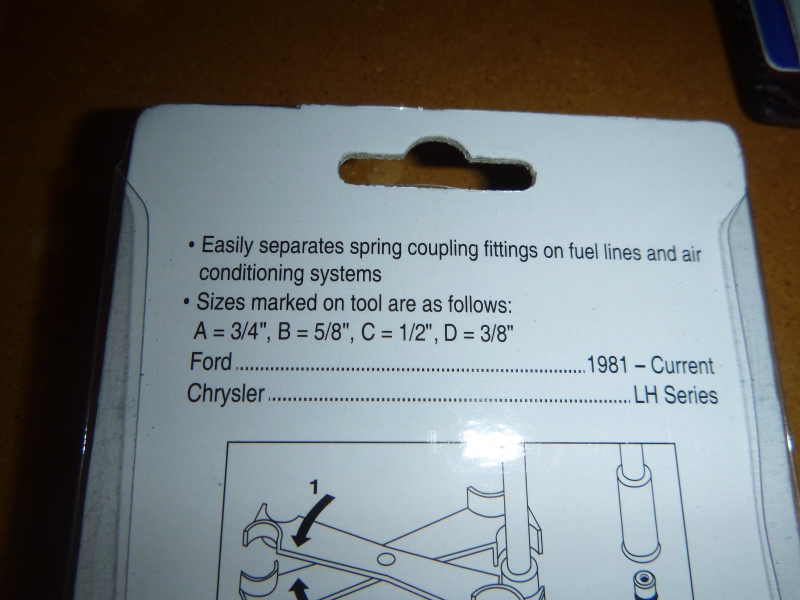 • Easily separates spring coupling fittings on fuel lines and air
conditioning systems
• Sizes marked on tool are as follows:
A = 3/4", B = 5/8", C = 1/2", D = 3/8"
Ford........................................................................1981 – Current
Chrysler..........................................................................LH Series
1